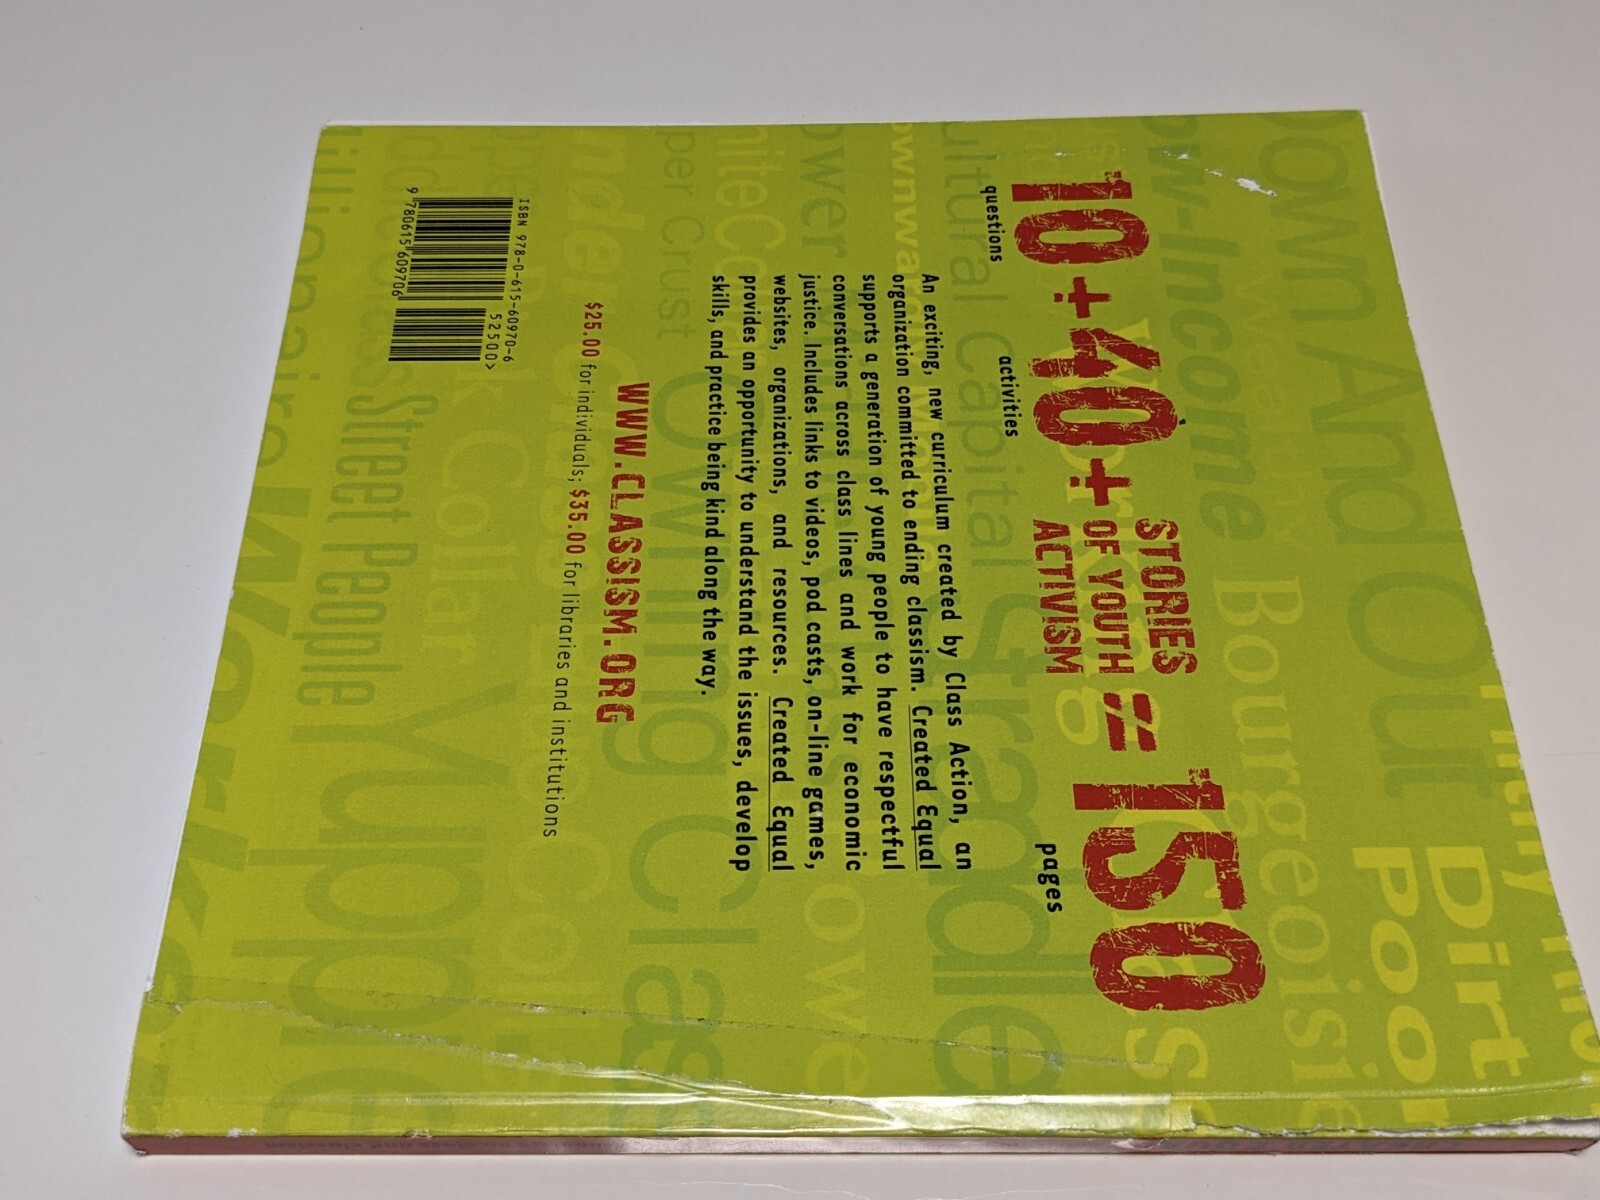 10+40+ STORIES OF YOUTH ACTIVISM = 150
questions
activities
pages
An exciting, new curriculum created by Class Action, an
organization committed to ending classism. Created Equal
supports a generation of young people to have respectful
conversations across class lines and work for economic
justice. Includes links to videos, pod casts, on-line games,
websites, organizations, and resources. Created Equal
provides an opportunity to understand the issues, develop
skills, and practice being kind along the way.
WWW.CLASSISM.ORG
$25.00 for individuals; $35.00 for libraries and institutions
ISBN 978-0-615-60970-6
52500>
9 780615 609706
Down And Out
Low-Income
Bourgeoisie
Dirt
Poor
Working Class
Cultural Capital
Straddle
Owning Class
Upper Crust
Street People
Yuppie